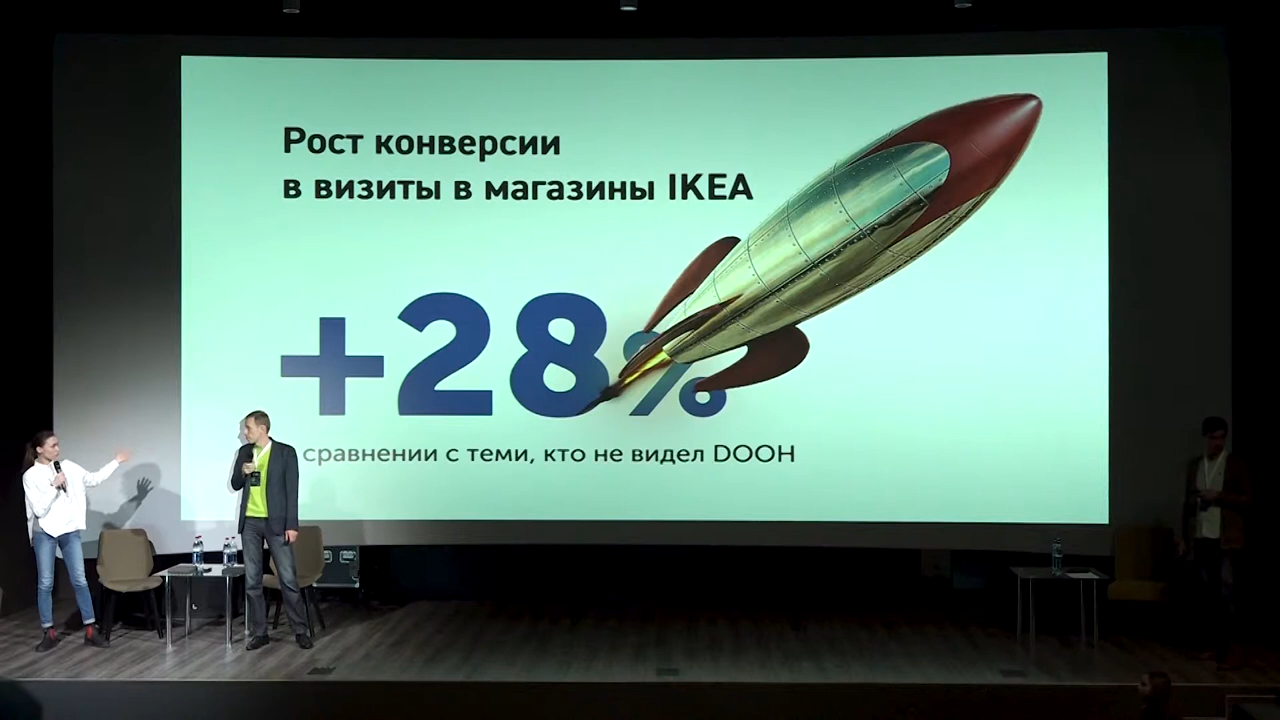 Рост конверсии
в визиты в магазины IKEA
+28%
сравнении с теми, кто не видел DOOH